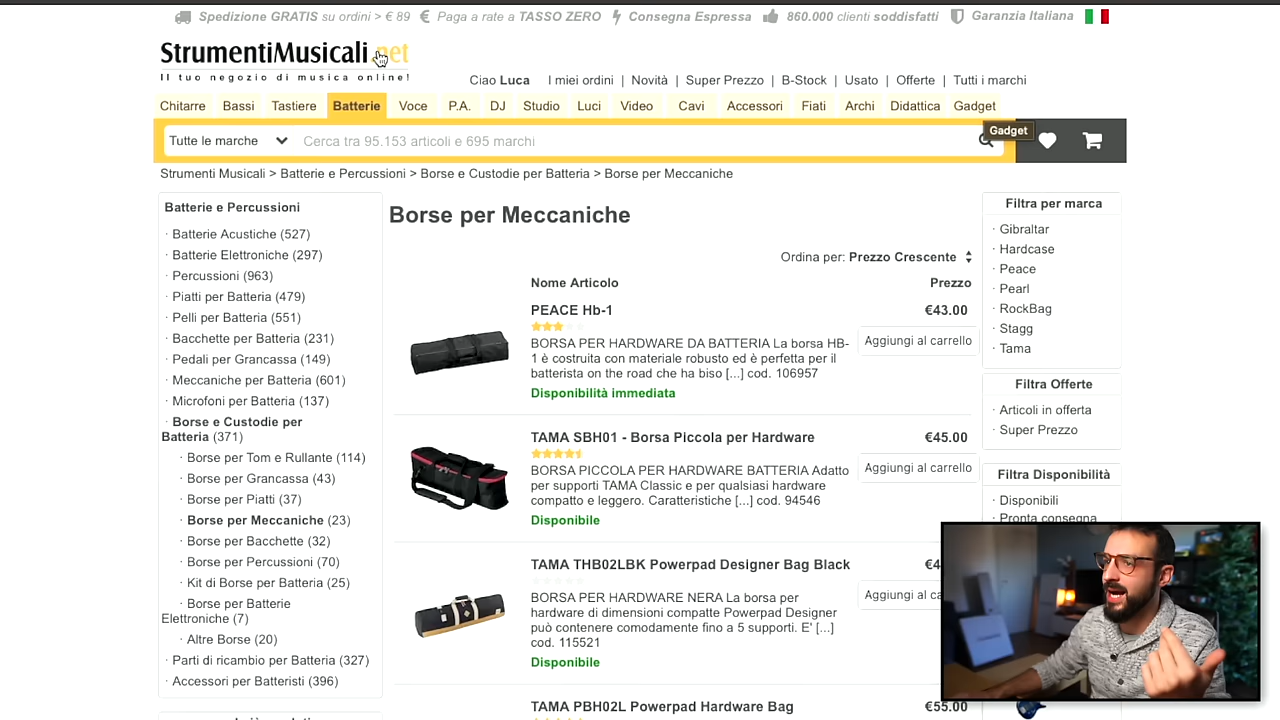 Spedizione GRATIS su ordini > € 89 € Paga a rate a TASSO ZERO Consegna Espressa 860.000 clienti soddisfatti Garanzia Italiana
StrumentiMusicali.net
Il tuo negozio di musica online!
Ciao Luca I miei ordini | Novità | Super Prezzo | B-Stock | Usato | Offerte | Tutti i marchi
Chitarre Bassi Tastiere Batterie Voce P.A. DJ Studio Luci Video Cavi Accessori Fiati Archi Didattica Gadget
Gadget
Tutte le marche Cerca tra 95.153 articoli e 695 marchi
Strumenti Musicali > Batterie e Percussioni > Borse e Custodie per Batteria > Borse per Meccaniche
Batterie e Percussioni
· Batterie Acustiche (527)
· Batterie Elettroniche (297)
· Percussioni (963)
· Piatti per Batteria (479)
· Pelli per Batteria (551)
· Bacchette per Batteria (231)
· Pedali per Grancassa (149)
· Meccaniche per Batteria (601)
· Microfoni per Batteria (137)
· Borse e Custodie per
Batteria (371)
· Borse per Tom e Rullante (114)
· Borse per Grancassa (43)
· Borse per Piatti (37)
· Borse per Meccaniche (23)
· Borse per Bacchette (32)
· Borse per Percussioni (70)
· Kit di Borse per Batteria (25)
· Borse per Batterie
Elettroniche (7)
· Altre Borse (20)
· Parti di ricambio per Batteria (327)
· Accessori per Batteristi (396)
Borse per Meccaniche
Ordina per: Prezzo Crescente
Nome Articolo Prezzo
PEACE Hb-1 €43.00
BORSA PER HARDWARE DA BATTERIA La borsa HB-
1 è costruita con materiale robusto ed è perfetta per il
batterista on the road che ha biso [...] cod. 106957
Aggiungi al carrello
Disponibilità immediata
TAMA SBH01 - Borsa Piccola per Hardware €45.00
BORSA PICCOLA PER HARDWARE BATTERIA Adatto
per supporti TAMA Classic e per qualsiasi hardware
compatto e leggero. Caratteristiche [...] cod. 94546
Aggiungi al carrello
Disponibile
TAMA THB02LBK Powerpad Designer Bag Black €4
BORSA PER HARDWARE NERA La borsa per
hardware di dimensioni compatte Powerpad Designer
può contenere comodamente fino a 5 supporti. E' [...]
cod. 115521
Aggiungi al ca
Disponibile
TAMA PBH02L Powerpad Hardware Bag €55.00
Filtra per marca
· Gibraltar
· Hardcase
· Peace
· Pearl
· RockBag
· Stagg
· Tama
Filtra Offerte
· Articoli in offerta
· Super Prezzo
Filtra Disponibilità
· Disponibili
· Pronta consegna